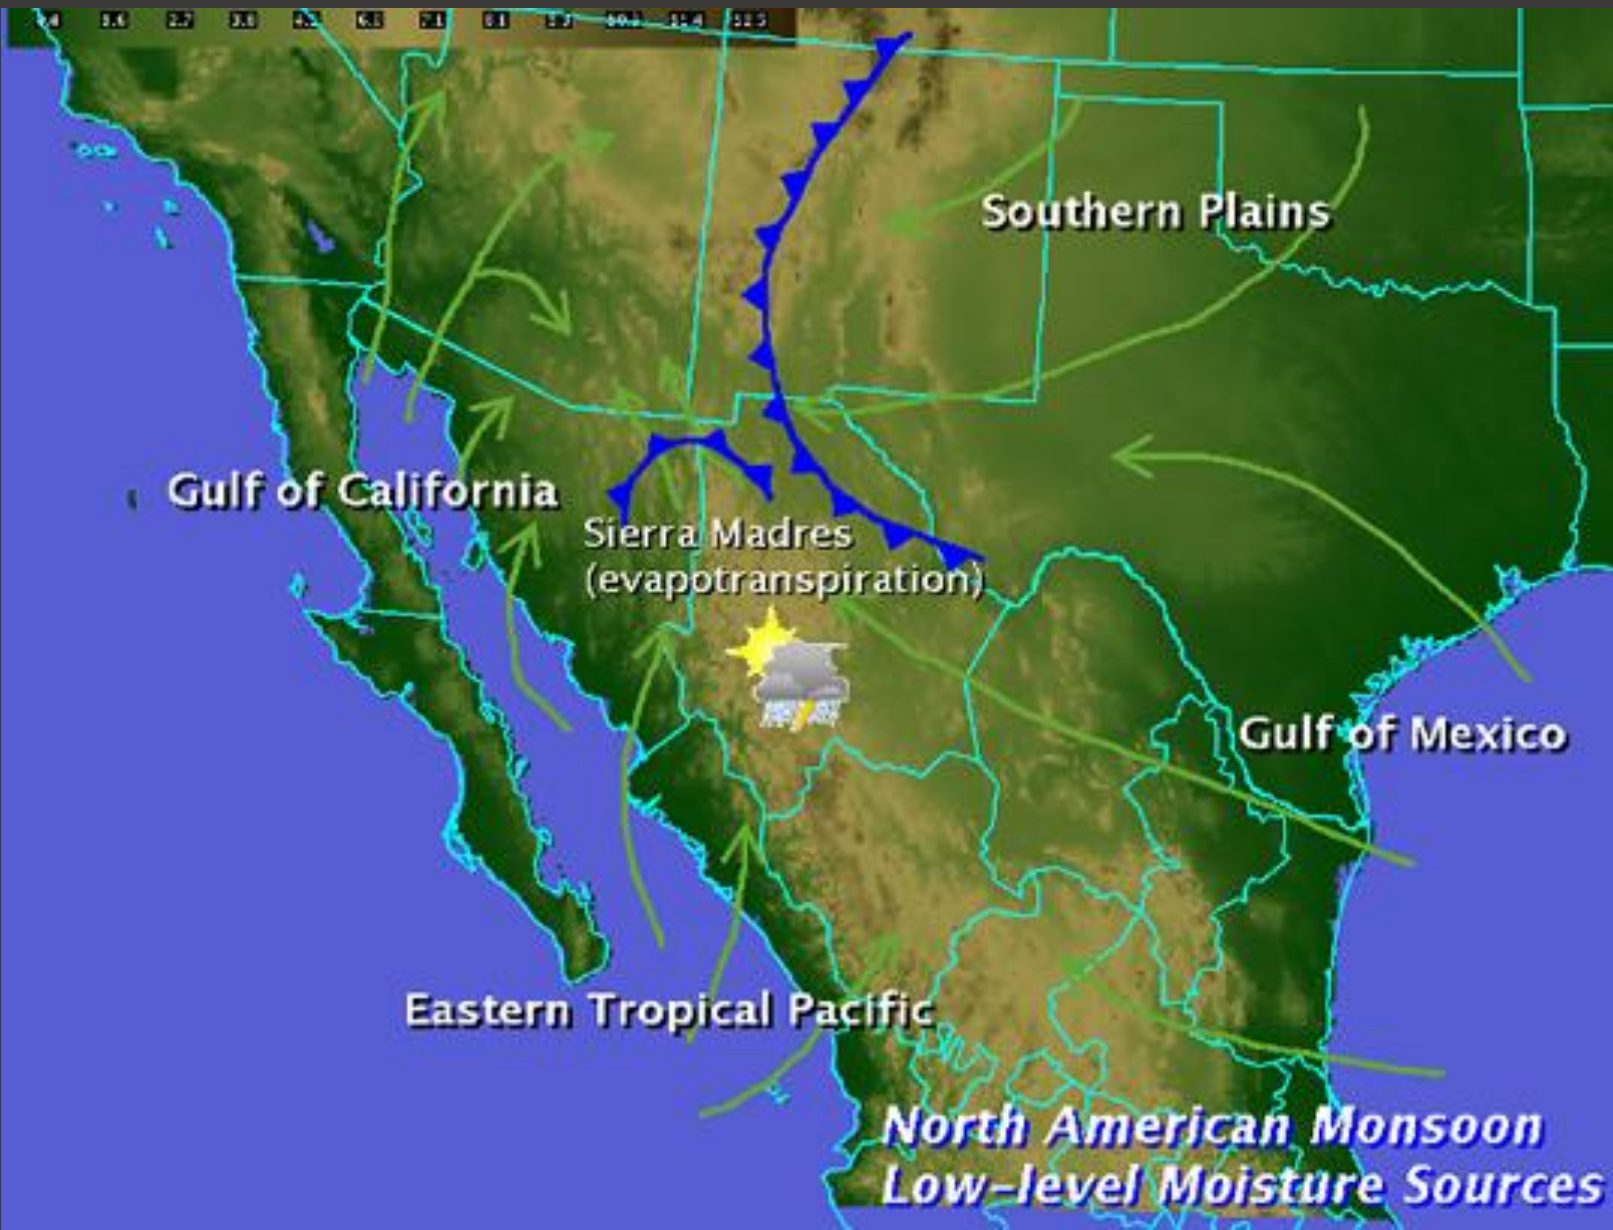 Southern Plains
Gulf of California
Sierra Madres
(evapotranspiration)
Gulf of Mexico
Eastern Tropical Pacific
North American Monsoon
Low-level Moisture Sources